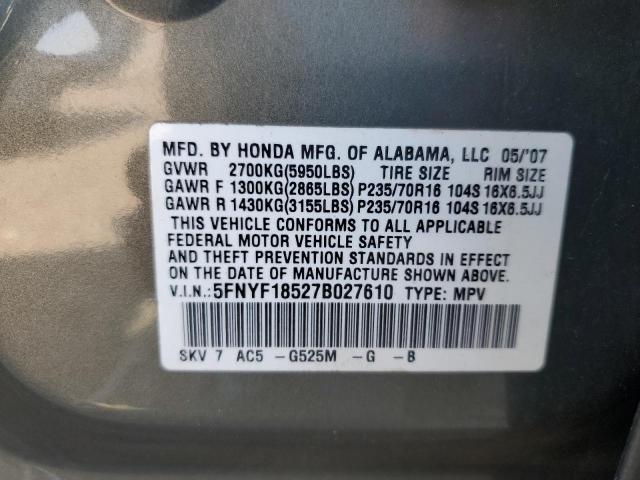 MFD. BY HONDA MFG. OF ALABAMA, LLC 05/'07
GVWR 2700KG(5950LBS) TIRE SIZE RIM SIZE
GAWR F 1300KG(2865LBS) P235/70R16 104S 16X6.5JJ
GAWR R 1430KG(3155LBS) P235/70R16 104S 16X6.5JJ
THIS VEHICLE CONFORMS TO ALL APPLICABLE
FEDERAL MOTOR VEHICLE SAFETY
AND THEFT PREVENTION STANDARDS IN EFFECT
ON THE DATE OF MANUFACTURE SHOWN ABOVE.
V.I.N.: 5FNYF18527B027610 TYPE: MPV
SKV 7 AC5 -G525M -G -B